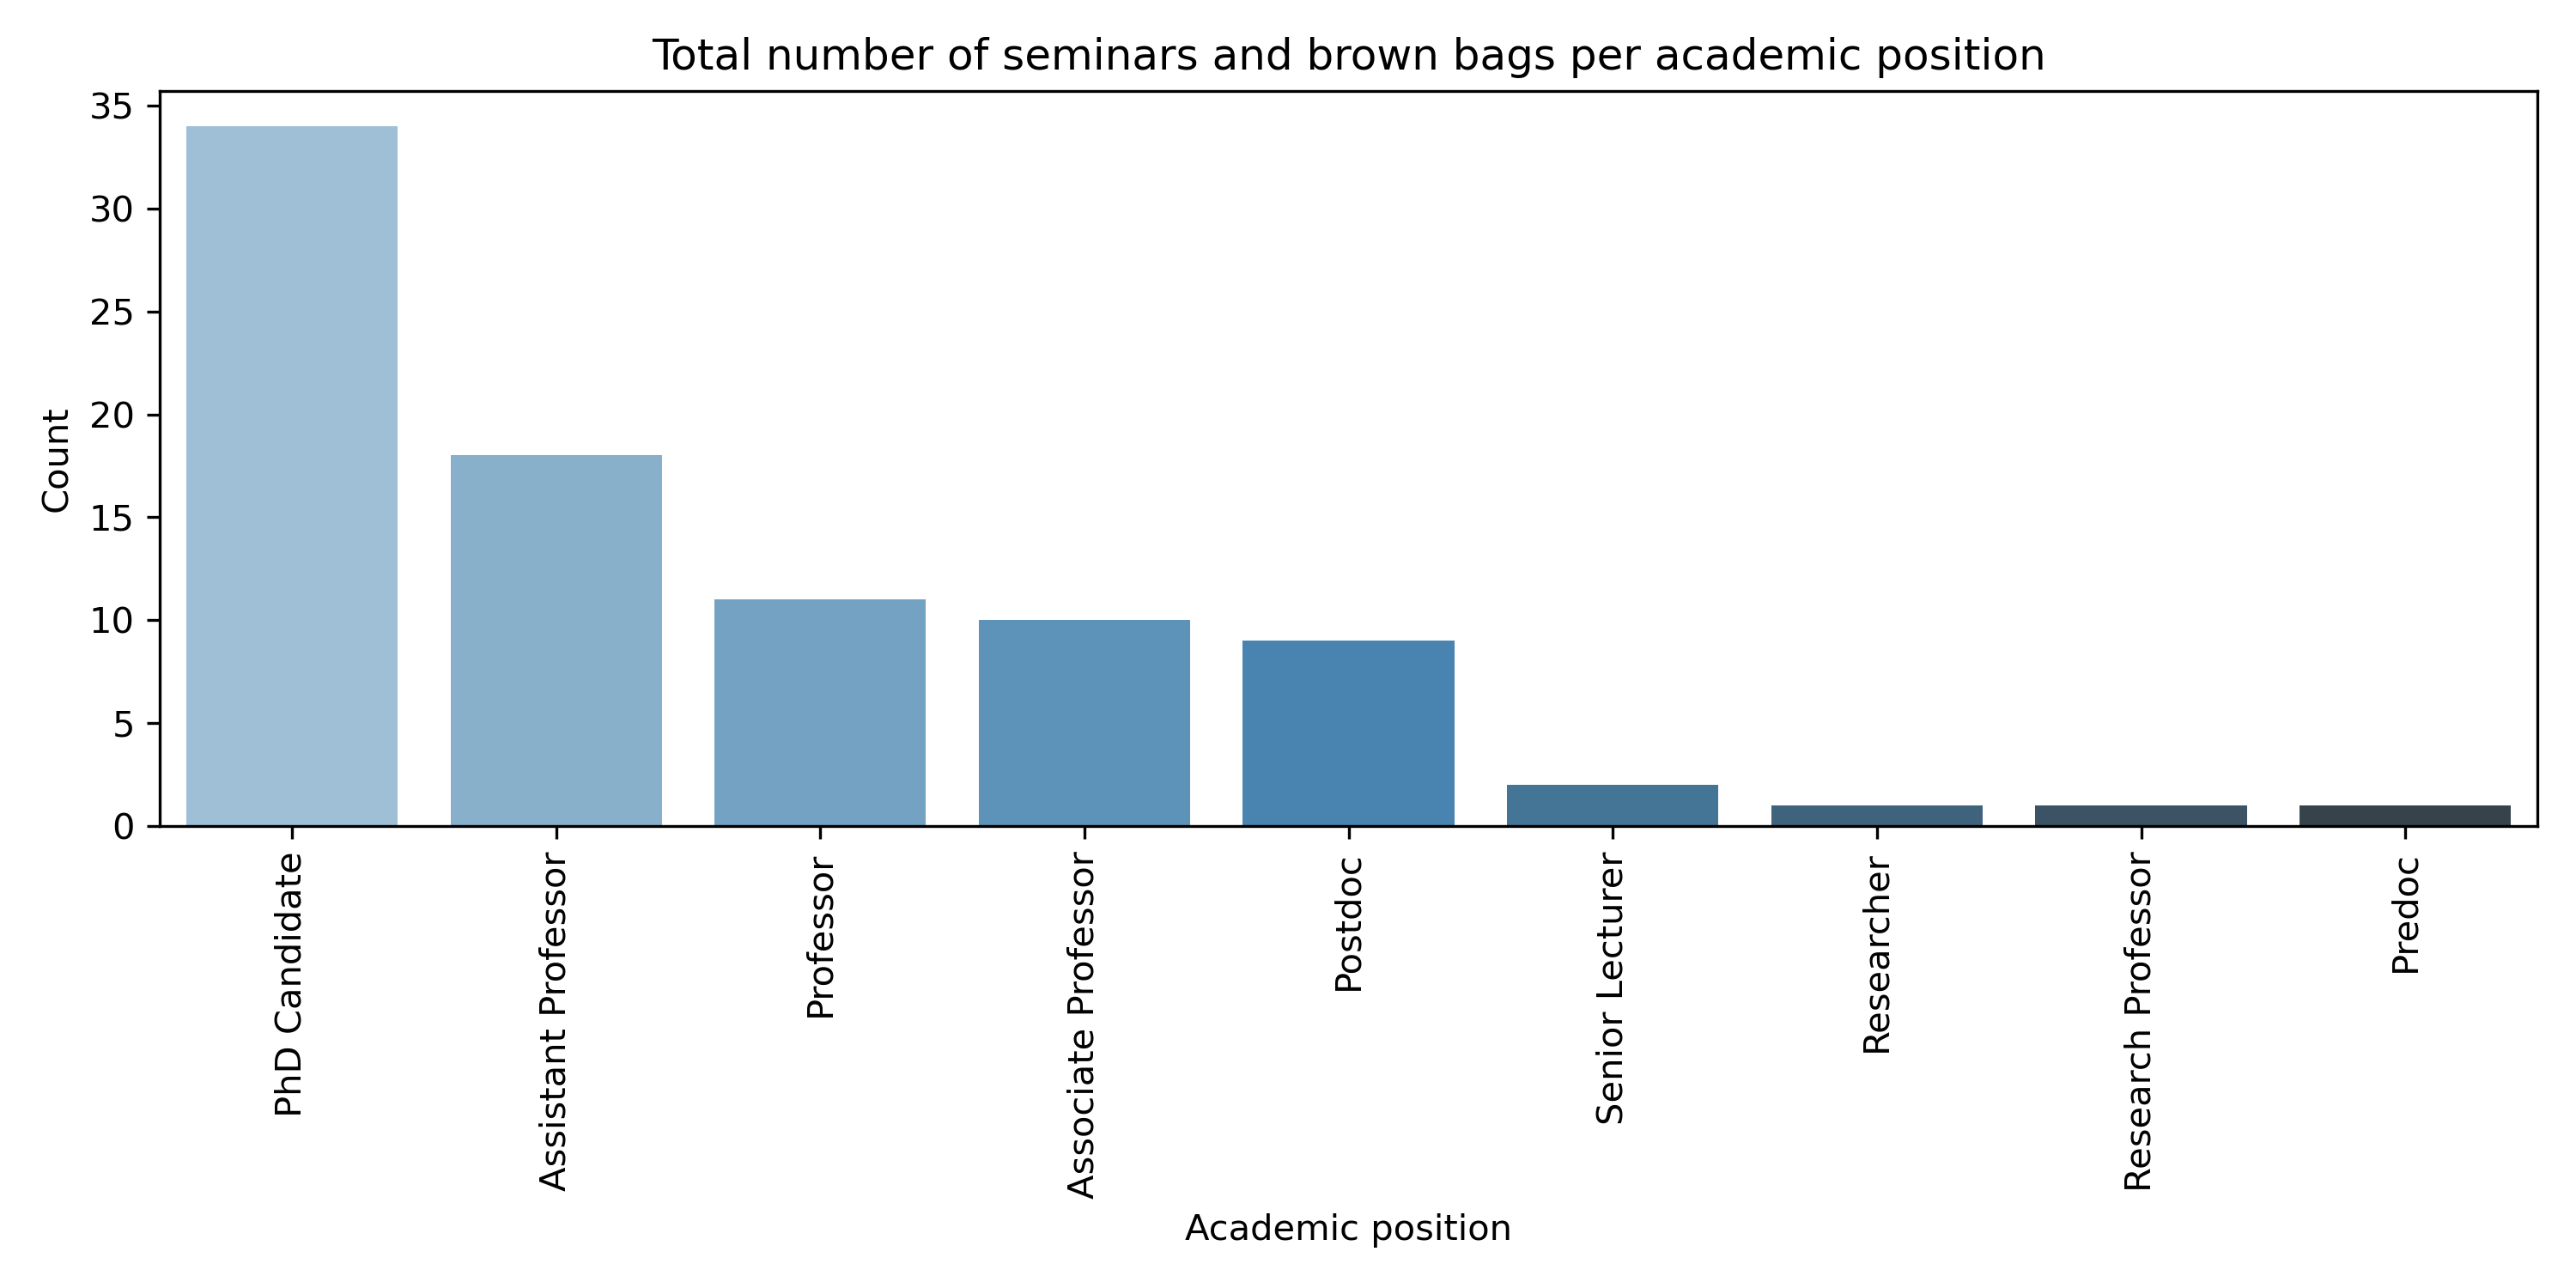 Total number of seminars and brown bags per academic position
Count
35
30
25
20
15
10
5
0
PhD Candidate
Assistant Professor
Professor
Associate Professor
Postdoc
Senior Lecturer
Researcher
Research Professor
Predoc
Academic position